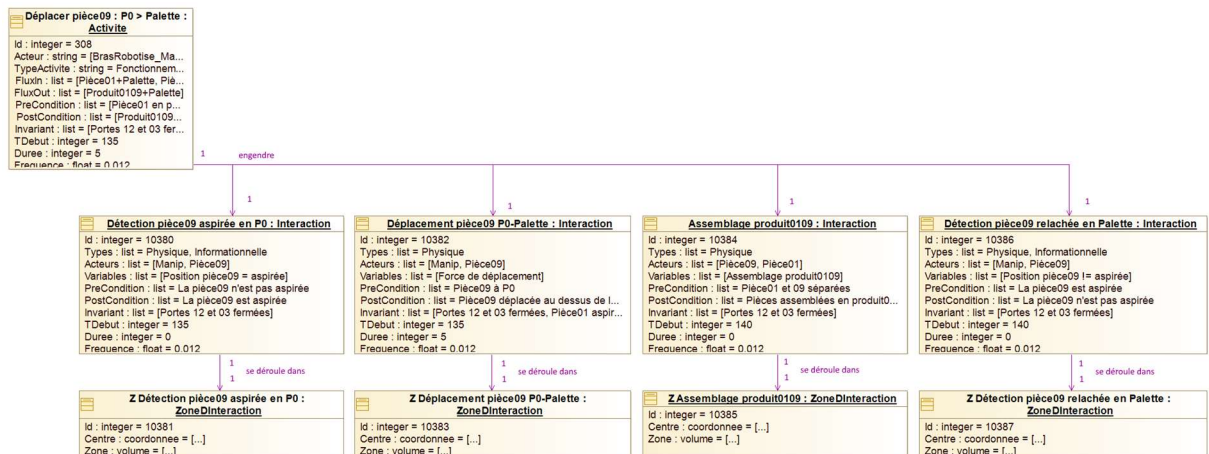 Déplacer pièce09 : P0 > Palette :
Activite
Id : integer = 308
Acteur : string = [BrasRobotise_Ma...
TypeActivite : string = Fonctionnem...
FluxIn : list = [Pièce01+Palette, Piè...
FluxOut : list = [Produit0109+Palette]
PreCondition : list = [Pièce01 en p...
PostCondition : list = [Produit0109...
Invariant : list = [Portes 12 et 03 fer...
TDebut : integer = 135
Duree : integer = 5
Frequence : float = 0.012
1
engendre
1
1
1
1
Détection pièce09 aspirée en P0 : Interaction
Id : integer = 10380
Types : list = Physique, Informationnelle
Acteurs : list = [Manip, Pièce09]
Variables : list = [Position pièce09 = aspirée]
PreCondition : list = La pièce09 n'est pas aspirée
PostCondition : list = La pièce09 est aspirée
Invariant : list = [Portes 12 et 03 fermées]
TDebut : integer = 135
Duree : integer = 0
Frequence : float = 0.012
Déplacement pièce09 P0-Palette : Interaction
Id : integer = 10382
Types : list = Physique
Acteurs : list = [Manip, Pièce09]
Variables : list = [Force de déplacement]
PreCondition : list = Pièce09 à P0
PostCondition : list = Pièce09 déplacée au dessus de l...
Invariant : list = [Portes 12 et 03 fermées, Pièce01 aspir...
TDebut : integer = 135
Duree : integer = 5
Frequence : float = 0.012
Assemblage produit0109 : Interaction
Id : integer = 10384
Types : list = Physique
Acteurs : list = [Pièce09, Pièce01]
Variables : list = [Assemblage produit0109]
PreCondition : list = Pièce01 et 09 séparées
PostCondition : list = Pièces assemblées en produit0...
Invariant : list = [Portes 12 et 03 fermées]
TDebut : integer = 140
Duree : integer = 0
Frequence : float = 0.012
Détection pièce09 relachée en Palette : Interaction
Id : integer = 10386
Types : list = Physique, Informationnelle
Acteurs : list = [Manip, Pièce09]
Variables : list = [Position pièce09 != aspirée]
PreCondition : list = La pièce09 est aspirée
PostCondition : list = La pièce09 n'est pas aspirée
Invariant : list = [Portes 12 et 03 fermées]
TDebut : integer = 140
Duree : integer = 0
Frequence : float = 0.012
1
se déroule dans
1
1
se déroule dans
1
1
se déroule dans
1
1
se déroule dans
1
Z Détection pièce09 aspirée en P0 :
ZoneDInteraction
Id : integer = 10381
Centre : coordonnee = [...]
Zone : volume = [...]
Z Déplacement pièce09 P0-Palette :
ZoneDInteraction
Id : integer = 10383
Centre : coordonnee = [...]
Zone : volume = [...]
Z Assemblage produit0109 : ZoneDInteraction
Id : integer = 10385
Centre : coordonnee = [...]
Zone : volume = [...]
Z Détection pièce09 relachée en Palette :
ZoneDInteraction
Id : integer = 10387
Centre : coordonnee = [...]
Zone : volume = [...]